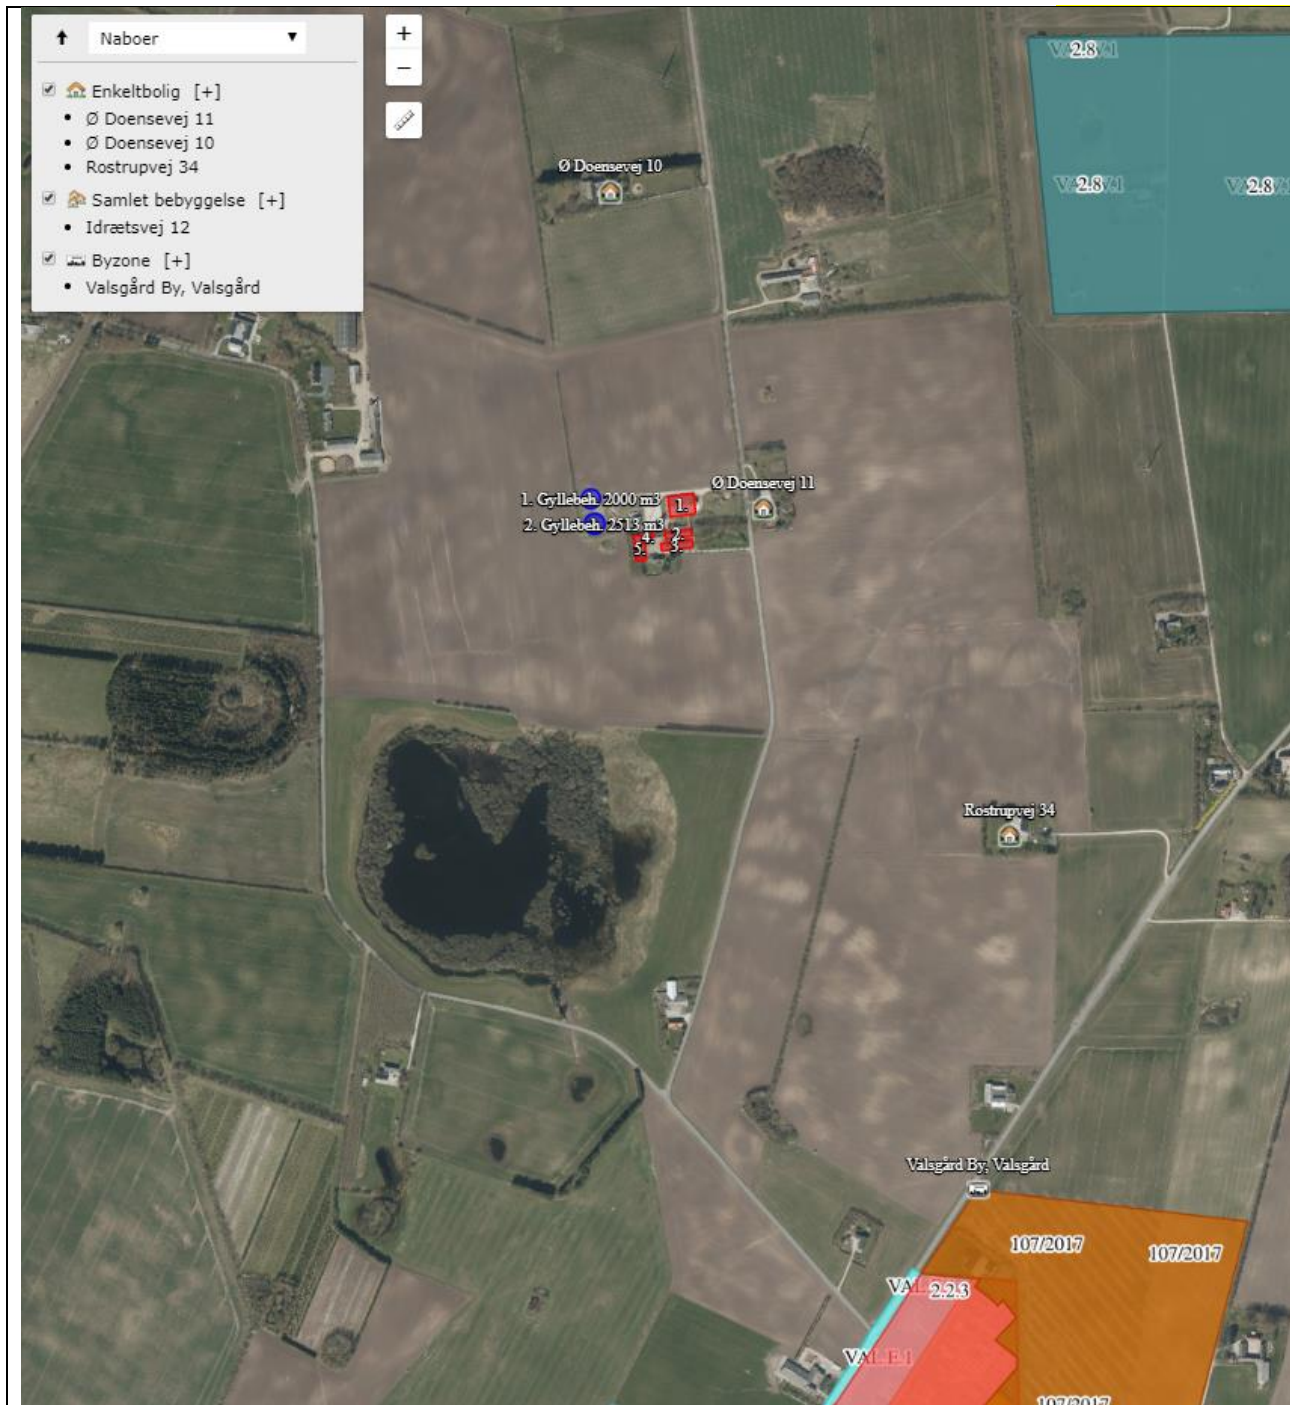 Naboer
+
−
Enkeltbolig [+]
Ø Doensevej 11
Ø Doensevej 10
Rostrupvej 34
Samlet bebyggelse [+]
Idrætsvej 12
Byzone [+]
Valsgård By, Valsgård
2.8
2.8
2.8
Ø Doensevej 10
Ø Doensevej 11
1. Gyllebeh. 2000 m3
1.
2. Gyllebeh. 2513 m3
2.
4.
3.
5.
Rostrupvej 34
Valsgård By, Valsgård
107/2017
107/2017
2.2.3
107/2017